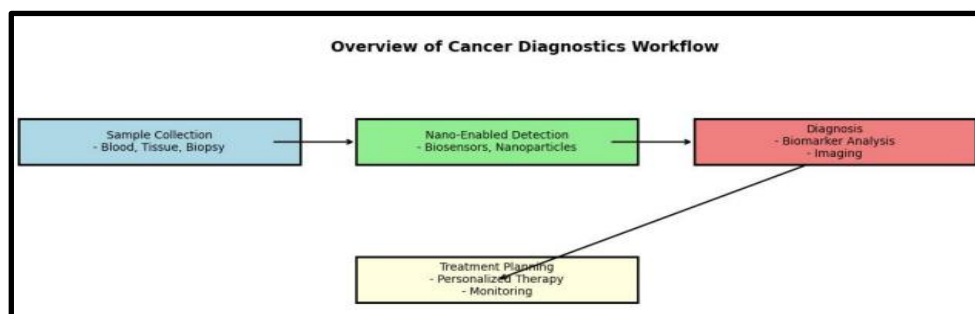 Overview of Cancer Diagnostics Workflow
Sample Collection
- Blood, Tissue, Biopsy
Nano-Enabled Detection
- Biosensors, Nanoparticles
Diagnosis
- Biomarker Analysis
- Imaging
Treatment Planning
- Personalized Therapy
- Monitoring